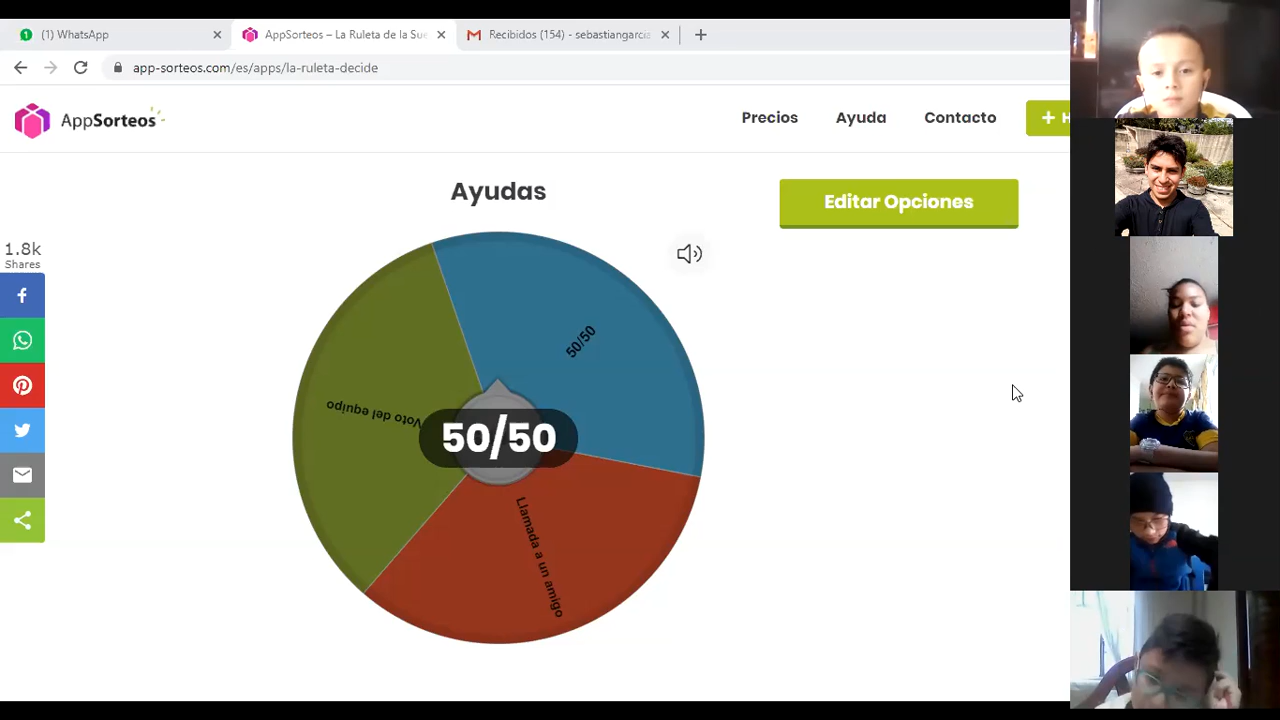 (1) WhatsApp
AppSorteos – La Ruleta de la Sue
Recibidos (154) - sebastiangarcia
app-sorteos.com/es/apps/la-ruleta-decide
AppSorteos
Precios
Ayuda
Contacto
+ H
Ayudas
Editar Opciones
1.8k
Shares
50/50
Voto del equipo
50/50
Llamada a un amigo